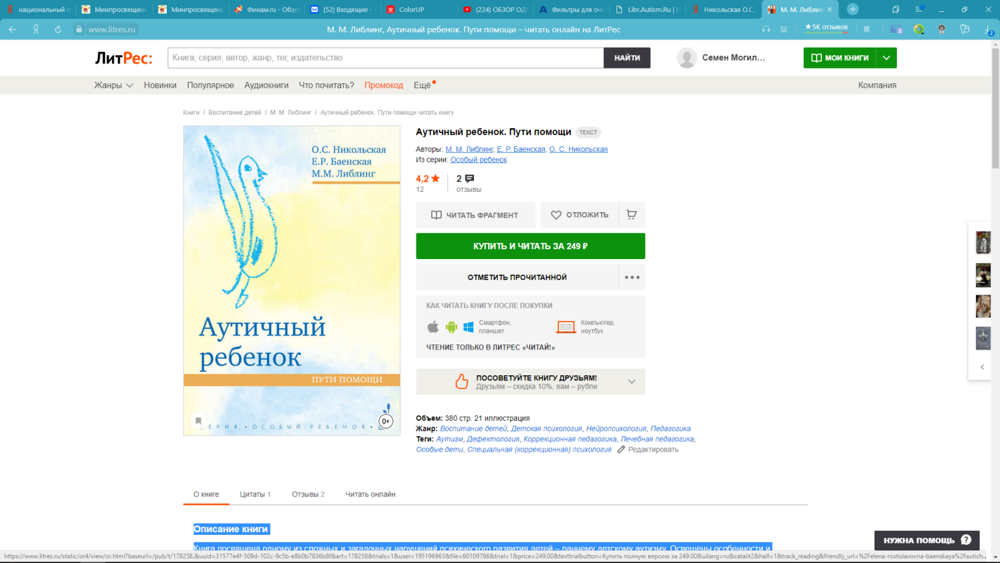 национальный п
Минпросвещени
Минпросвещени
Финам.ru - Обзо
(52) Входящие -
ColorUP
(224) ОБЗОР ОД
Фильтры для оч
Libr.Autism.Ru | Н
Никольская О.С.
М. М. Либлин
www.litres.ru
М. М. Либлинг, Аутичный ребенок. Пути помощи – читать онлайн на ЛитРес
★ 5К отзывов
ЛитРес:
Книга, серия, автор, жанр, тег, издательство
НАЙТИ
Семен Могил...
МОИ КНИГИ
Жанры Новинки Популярное Аудиокниги Что почитать? Промокод Ещё Компания
Книги / Воспитание детей / М. М. Либлинг / Аутичный ребенок. Пути помощи читать книгу
О.С. Никольская
Е.Р. Баенская
М.М. Либлинг
Аутичный
ребенок
ПУТИ ПОМОЩИ
СЕРИЯ • ОСОБЫЙ РЕБЕНОК •
0+
Аутичный ребенок. Пути помощи ТЕКСТ
Авторы: М. М. Либлинг, Е. Р. Баенская, О. С. Никольская
Из серии: Особый ребенок
4,2 ★ 2
12 отзывы
ЧИТАТЬ ФРАГМЕНТ ОТЛОЖИТЬ
КУПИТЬ И ЧИТАТЬ ЗА 249 ₽
ОТМЕТИТЬ ПРОЧИТАННОЙ •••
КАК ЧИТАТЬ КНИГУ ПОСЛЕ ПОКУПКИ
Смартфон,
планшет
Компьютер,
ноутбук
ЧТЕНИЕ ТОЛЬКО В ЛИТРЕС «ЧИТАЙ!»
ПОСОВЕТУЙТЕ КНИГУ ДРУЗЬЯМ!
Друзьям – скидка 10%, вам – рубли
Объем: 380 стр. 21 иллюстрация
Жанр: Воспитание детей, Детская психология, Нейропсихология, Педагогика
Теги: Аутизм, Дефектология, Коррекционная педагогика, Лечебная педагогика,
Особые дети, Специальная (коррекционная) психология Редактировать
О книге Цитаты 1 Отзывы 2 Читать онлайн
Описание книги
Книга посвящена одному из сложных и загадочных нарушений психического развития детей – раннему детскому аутизму. Освещены особенности и
НУЖНА ПОМОЩЬ ?
https://www.litres.ru/static/or4/view/or.html?baseurl=/pub/t/178258.&uuid=31577e4f-509d-102c-9c5b-e8b0b7836b8f&art=178258&trials=1&user=195196963&file=60109786&trial=1&price=249.00&texttrialbutton=Купить полную версию за 249.00&uilang=ru&catalit2&half=1&track_reading&friendly_url=%2Felena-rostislavovna-baenskaya%2Fautich...